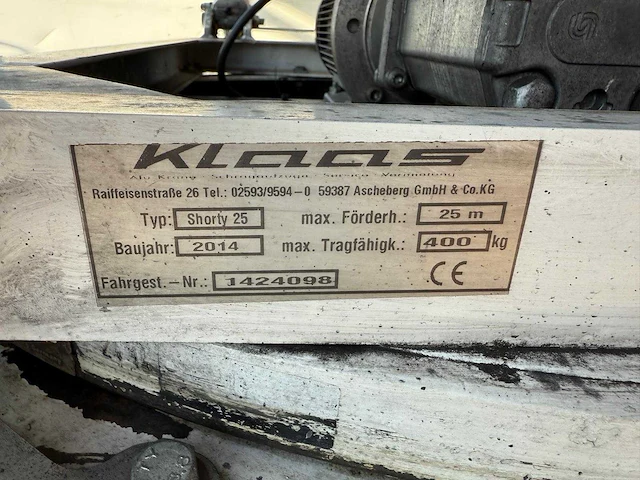 Klaas
Raiffeisenstraße 26 Tel.: 02593/9594-0 59387 Ascheberg GmbH & Co.KG
Typ: Shorty 25 max. Förderh.: 25 m
Baujahr: 2014 max. Tragfähigk.: 400 kg
Fahrgest.-Nr.: 1424098 CE